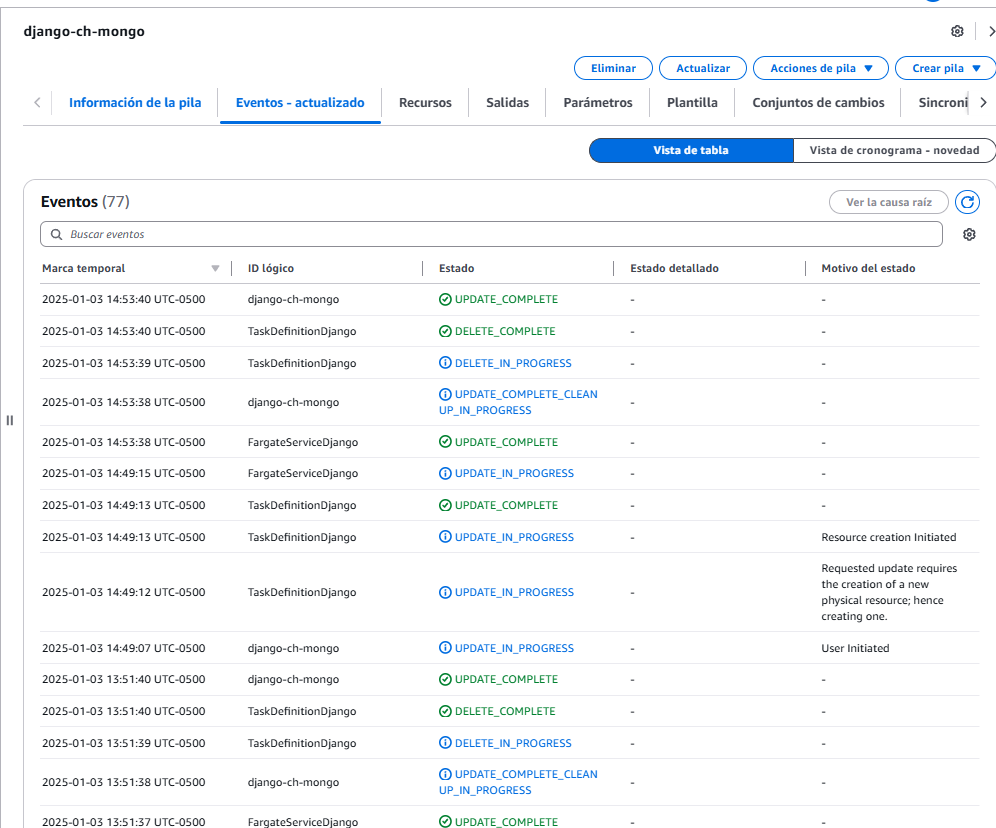 django-ch-mongo
Eliminar Actualizar Acciones de pila Crear pila
Información de la pila Eventos - actualizado Recursos Salidas Parámetros Plantilla Conjuntos de cambios Sincroni
Vista de tabla Vista de cronograma - novedad
Eventos (77) Ver la causa raíz
Buscar eventos
Marca temporal ID lógico Estado Estado detallado Motivo del estado
2025-01-03 14:53:40 UTC-0500 django-ch-mongo UPDATE_COMPLETE - -
2025-01-03 14:53:40 UTC-0500 TaskDefinitionDjango DELETE_COMPLETE - -
2025-01-03 14:53:39 UTC-0500 TaskDefinitionDjango DELETE_IN_PROGRESS - -
2025-01-03 14:53:38 UTC-0500 django-ch-mongo UPDATE_COMPLETE_CLEAN
UP_IN_PROGRESS - -
2025-01-03 14:53:38 UTC-0500 FargateServiceDjango UPDATE_COMPLETE - -
2025-01-03 14:49:15 UTC-0500 FargateServiceDjango UPDATE_IN_PROGRESS - -
2025-01-03 14:49:13 UTC-0500 TaskDefinitionDjango UPDATE_COMPLETE - -
2025-01-03 14:49:13 UTC-0500 TaskDefinitionDjango UPDATE_IN_PROGRESS - Resource creation Initiated
2025-01-03 14:49:12 UTC-0500 TaskDefinitionDjango UPDATE_IN_PROGRESS - Requested update requires
the creation of a new
physical resource; hence
creating one.
2025-01-03 14:49:07 UTC-0500 django-ch-mongo UPDATE_IN_PROGRESS - User Initiated
2025-01-03 13:51:40 UTC-0500 django-ch-mongo UPDATE_COMPLETE - -
2025-01-03 13:51:40 UTC-0500 TaskDefinitionDjango DELETE_COMPLETE - -
2025-01-03 13:51:39 UTC-0500 TaskDefinitionDjango DELETE_IN_PROGRESS - -
2025-01-03 13:51:38 UTC-0500 django-ch-mongo UPDATE_COMPLETE_CLEAN
UP_IN_PROGRESS - -
2025-01-03 13:51:37 UTC-0500 FargateServiceDjango UPDATE_COMPLETE - -